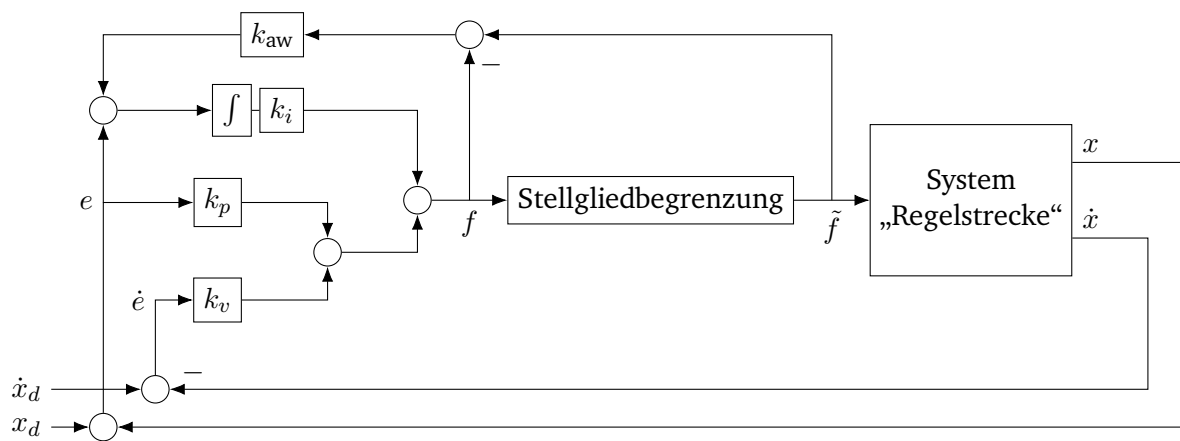 k_aw
−
∫
k_i
e
k_p
f
Stellgliedbegrenzung
f̃
System
„Regelstrecke“
x
ẋ
ė
k_v
−
ẋ_d
x_d